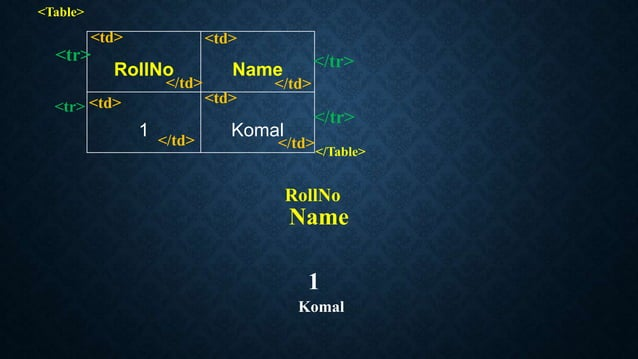 <Table>
<td> <td>
<tr> RollNo Name </tr>
</td> </td>
<tr> <td> <td>
1 Komal </tr>
</td> </td>
</Table>
RollNo
Name
1
Komal